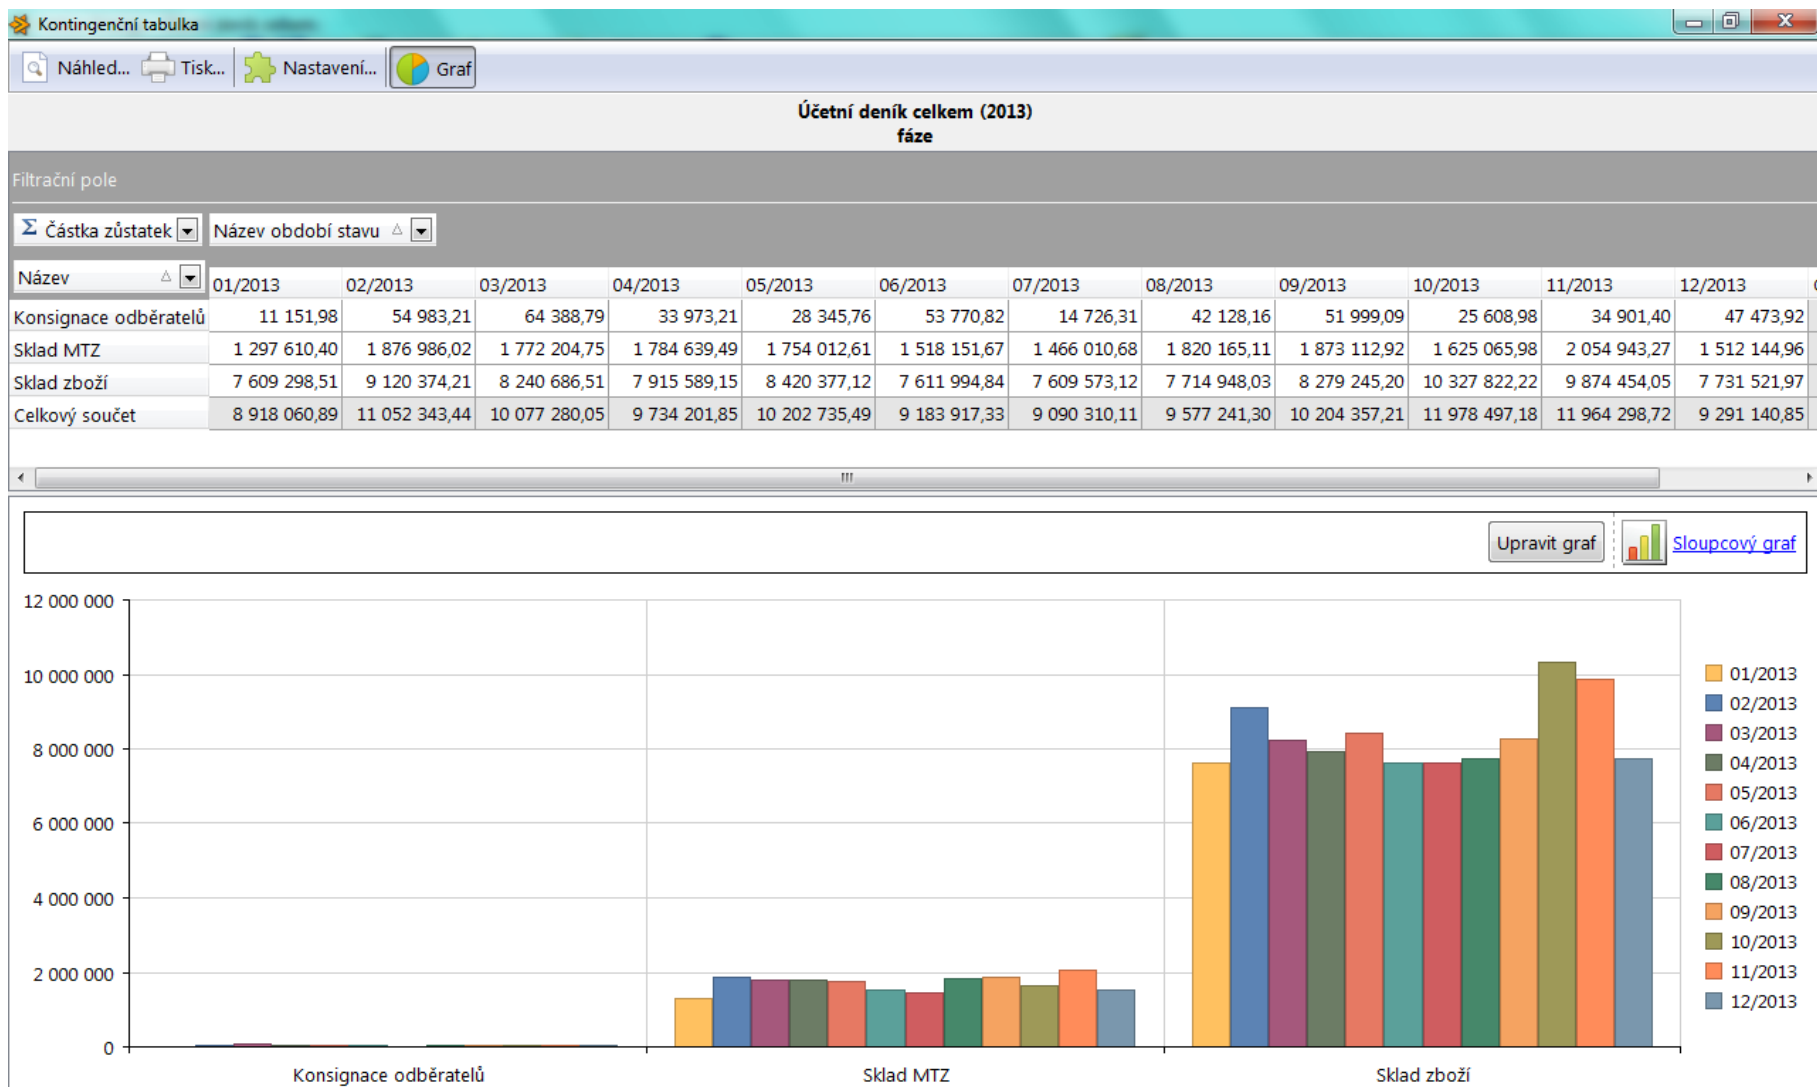 Kontingenční tabulka
Náhled... Tisk... Nastavení... Graf
Účetní deník celkem (2013)
fáze
Filtrační pole
Σ Částka zůstatek Název období stavu
Název 01/2013 02/2013 03/2013 04/2013 05/2013 06/2013 07/2013 08/2013 09/2013 10/2013 11/2013 12/2013
Konsignace odběratelů 11 151,98 54 983,21 64 388,79 33 973,21 28 345,76 53 770,82 14 726,31 42 128,16 51 999,09 25 608,98 34 901,40 47 473,92
Sklad MTZ 1 297 610,40 1 876 986,02 1 772 204,75 1 784 639,49 1 754 012,61 1 518 151,67 1 466 010,68 1 820 165,11 1 873 112,92 1 625 065,98 2 054 943,27 1 512 144,96
Sklad zboží 7 609 298,51 9 120 374,21 8 240 686,51 7 915 589,15 8 420 377,12 7 611 994,84 7 609 573,12 7 714 948,03 8 279 245,20 10 327 822,22 9 874 454,05 7 731 521,97
Celkový součet 8 918 060,89 11 052 343,44 10 077 280,05 9 734 201,85 10 202 735,49 9 183 917,33 9 090 310,11 9 577 241,30 10 204 357,21 11 978 497,18 11 964 298,72 9 291 140,85
Upravit graf Sloupcový graf
12 000 000
10 000 000
8 000 000
6 000 000
4 000 000
2 000 000
0
Konsignace odběratelů Sklad MTZ Sklad zboží
01/2013
02/2013
03/2013
04/2013
05/2013
06/2013
07/2013
08/2013
09/2013
10/2013
11/2013
12/2013